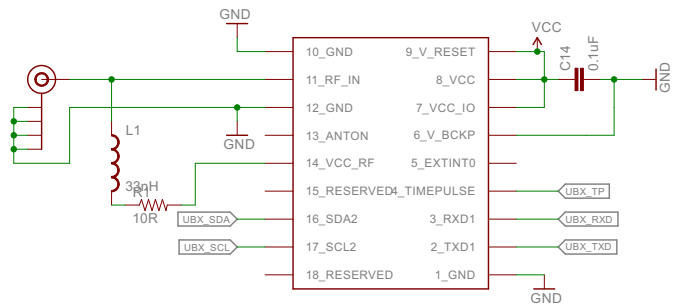 GND
VCC
10_GND
9_V_RESET
C14
0.1uF
11_RF_IN
8_VCC
GND
12_GND
7_VCC_IO
L1
13_ANTON
6_V_BCKP
GND
14_VCC_RF
5_EXTINT0
33nH
R1
15_RESERVED
4_TIMEPULSE
UBX_TP
10R
UBX_SDA
16_SDA2
3_RXD1
UBX_RXD
UBX_SCL
17_SCL2
2_TXD1
UBX_TXD
18_RESERVED
1_GND
GND